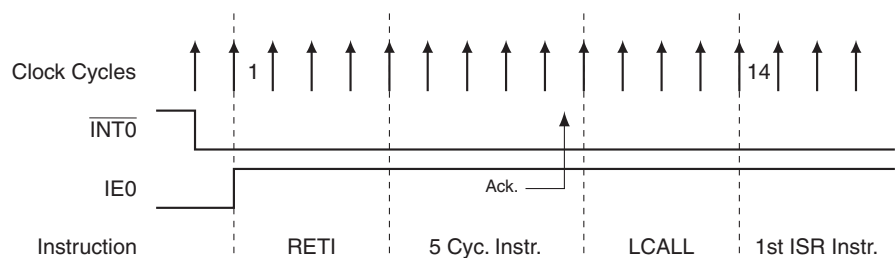 Clock Cycles 1 14
INT0
IE0
Ack.
Instruction RETI 5 Cyc. Instr. LCALL 1st ISR Instr.